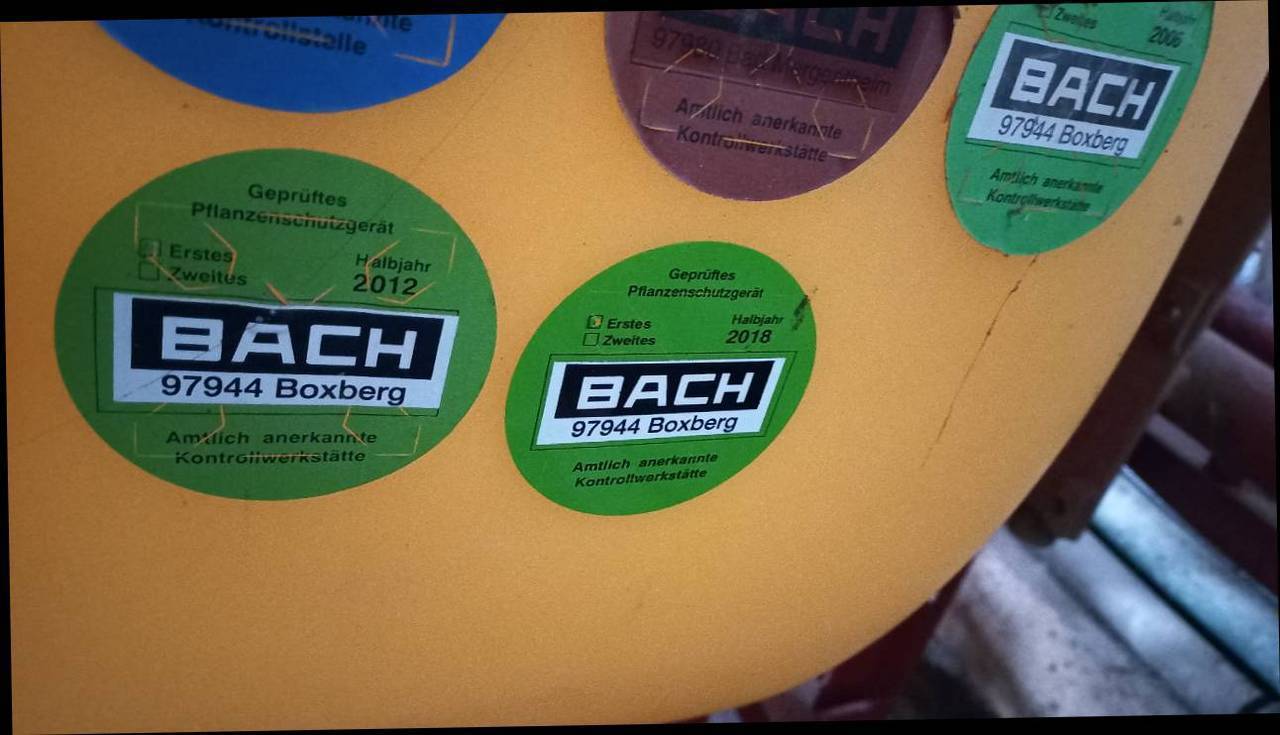 Kontrollstelle
BACH
97980 Bad Mergentheim
Amtlich anerkannte
Kontrollwerkstätte
Zweites
Halbjahr
2006
BACH
97944 Boxberg
Amtlich anerkannte
Kontrollwerkstätte
Geprüftes
Pflanzenschutzgerät
Erstes
Zweites
Halbjahr
2012
BACH
97944 Boxberg
Amtlich anerkannte
Kontrollwerkstätte
Geprüftes
Pflanzenschutzgerät
Erstes
Zweites
Halbjahr
2018
BACH
97944 Boxberg
Amtlich anerkannte
Kontrollwerkstätte